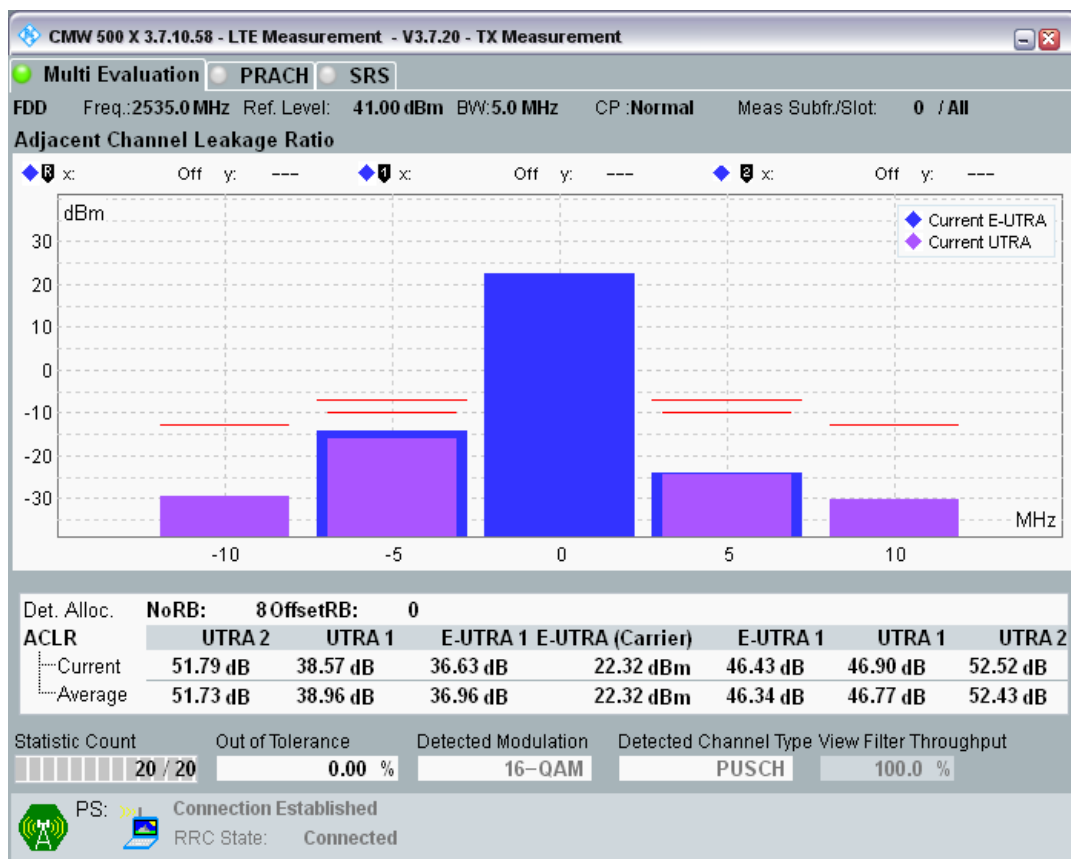 CMW 500 X 3.7.10.58 - LTE Measurement - V3.7.20 - TX Measurement
Multi Evaluation PRACH SRS
FDD Freq.:2535.0 MHz Ref. Level: 41.00 dBm BW:5.0 MHz CP :Normal Meas Subfr./Slot: 0 / All
Adjacent Channel Leakage Ratio
R x: Off y: --- 1 x: Off y: --- 2 x: Off y: ---
dBm
Current E-UTRA
Current UTRA
30
20
10
0
-10
-20
-30
MHz
-10 -5 0 5 10
Det. Alloc. NoRB: 8 OffsetRB: 0
ACLR UTRA 2 UTRA 1 E-UTRA 1 E-UTRA (Carrier) E-UTRA 1 UTRA 1 UTRA 2
Current 51.79 dB 38.57 dB 36.63 dB 22.32 dBm 46.43 dB 46.90 dB 52.52 dB
Average 51.73 dB 38.96 dB 36.96 dB 22.32 dBm 46.34 dB 46.77 dB 52.43 dB
Statistic Count Out of Tolerance Detected Modulation Detected Channel Type View Filter Throughput
20 / 20 0.00 % 16-QAM PUSCH 100.0 %
PS: Connection Established
RRC State: Connected